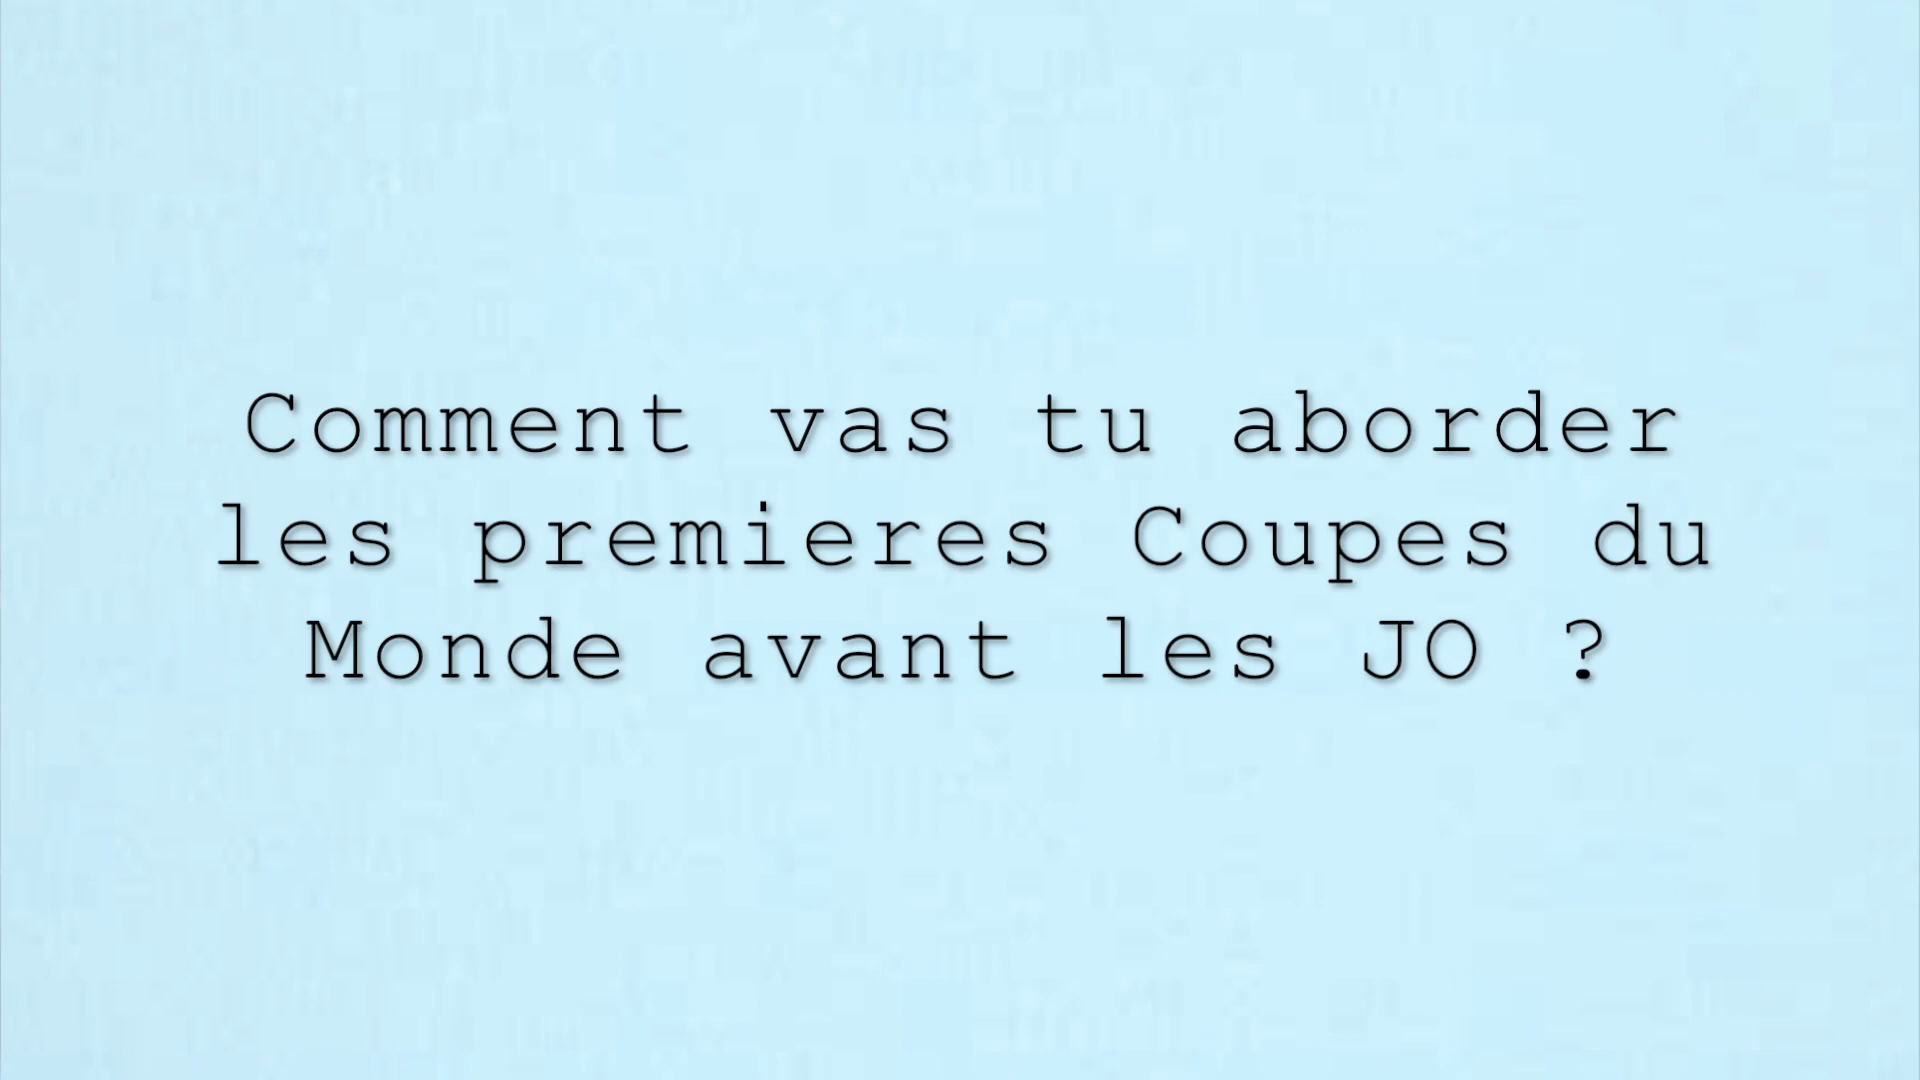 Comment vas tu aborder
les premieres Coupes du
Monde avant les JO ?